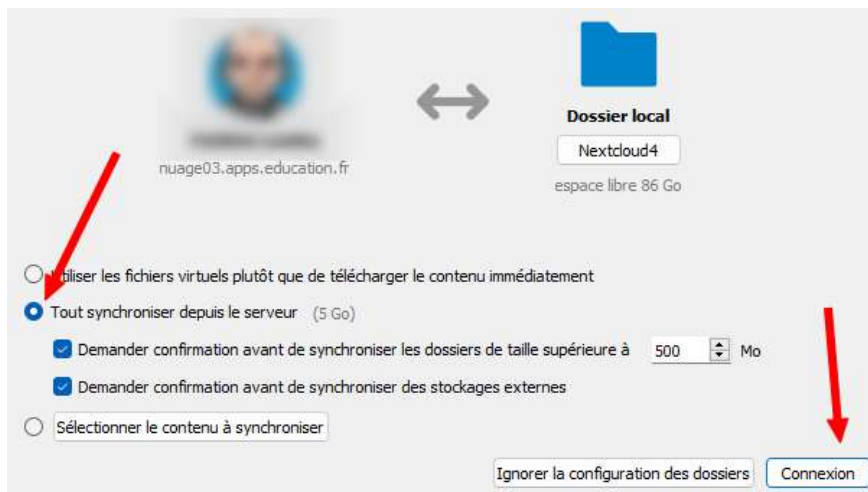 Dossier local
Nextcloud4
nuage03.apps.education.fr
espace libre 86 Go
Utiliser les fichiers virtuels plutôt que de télécharger le contenu immédiatement
Tout synchroniser depuis le serveur (5 Go)
Demander confirmation avant de synchroniser les dossiers de taille supérieure à 500 Mo
Demander confirmation avant de synchroniser des stockages externes
Sélectionner le contenu à synchroniser
Ignorer la configuration des dossiers Connexion